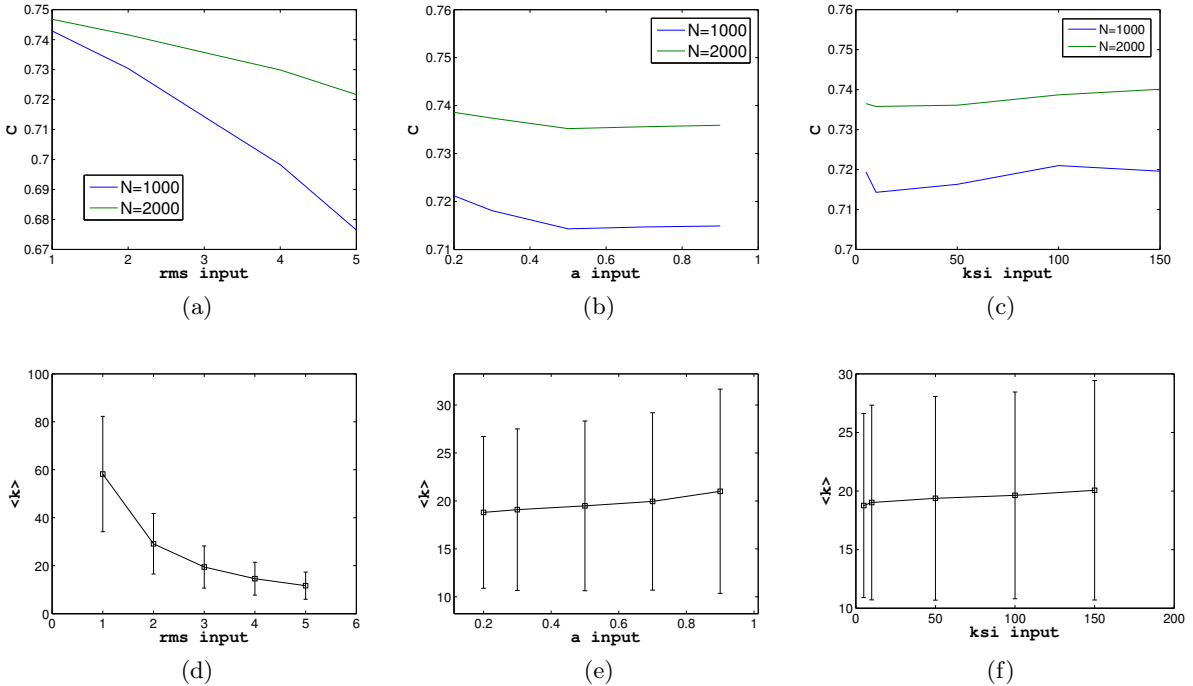 0.75
0.74
0.73
0.72
0.71
0.7
0.69
0.68
0.67
C
N=1000
N=2000
1 2 3 4 5
rms input
(a)
0.76
0.75
0.74
0.73
0.72
0.71
C
N=1000
N=2000
0.2 0.4 0.6 0.8 1
a input
(b)
0.76
0.75
0.74
0.73
0.72
0.71
0.7
C
N=1000
N=2000
0 50 100 150
ksi input
(c)
100
80
60
40
20
0
<k>
0 1 2 3 4 5 6
rms input
(d)
30
25
20
15
10
<k>
0.2 0.4 0.6 0.8 1
a input
(e)
30
25
20
15
10
<k>
0 50 100 150 200
ksi input
(f)